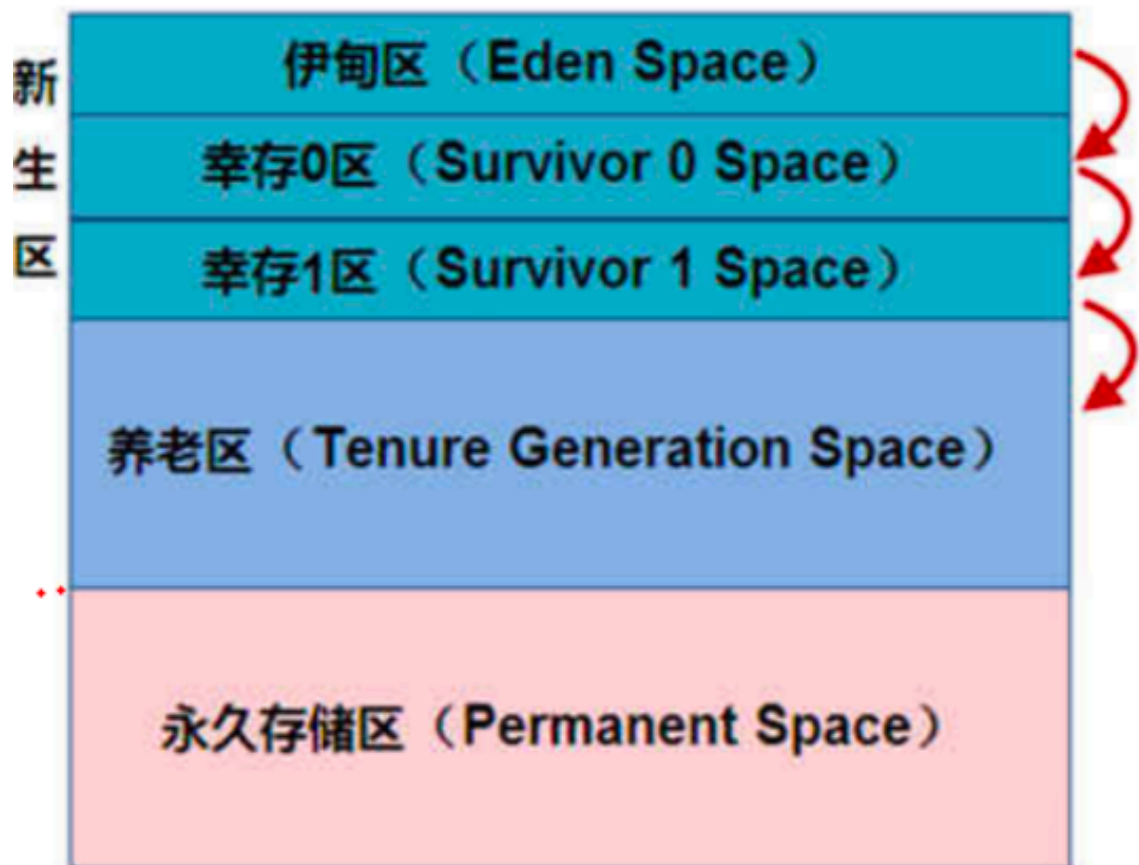 新生区
伊甸区（Eden Space）
幸存0区（Survivor 0 Space）
幸存1区（Survivor 1 Space）
养老区（Tenure Generation Space）
永久存储区（Permanent Space）